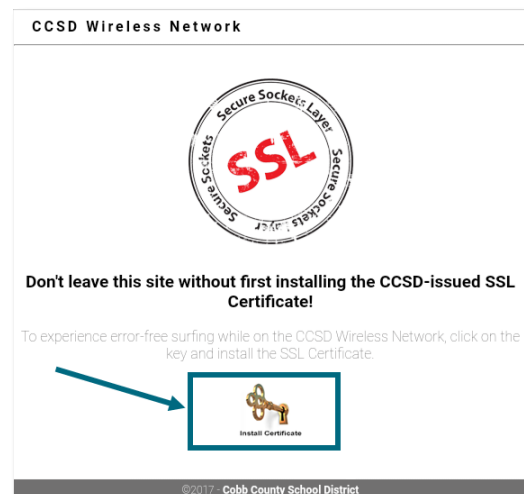 CCSD Wireless Network
Secure Sockets Layer
Secure Sockets Layer
Secure Sockets
SSL
Don't leave this site without first installing the CCSD-issued SSL
Certificate!
To experience error-free surfing while on the CCSD Wireless Network, click on the
key and install the SSL Certificate.
Install Certificate
©2017 - Cobb County School District